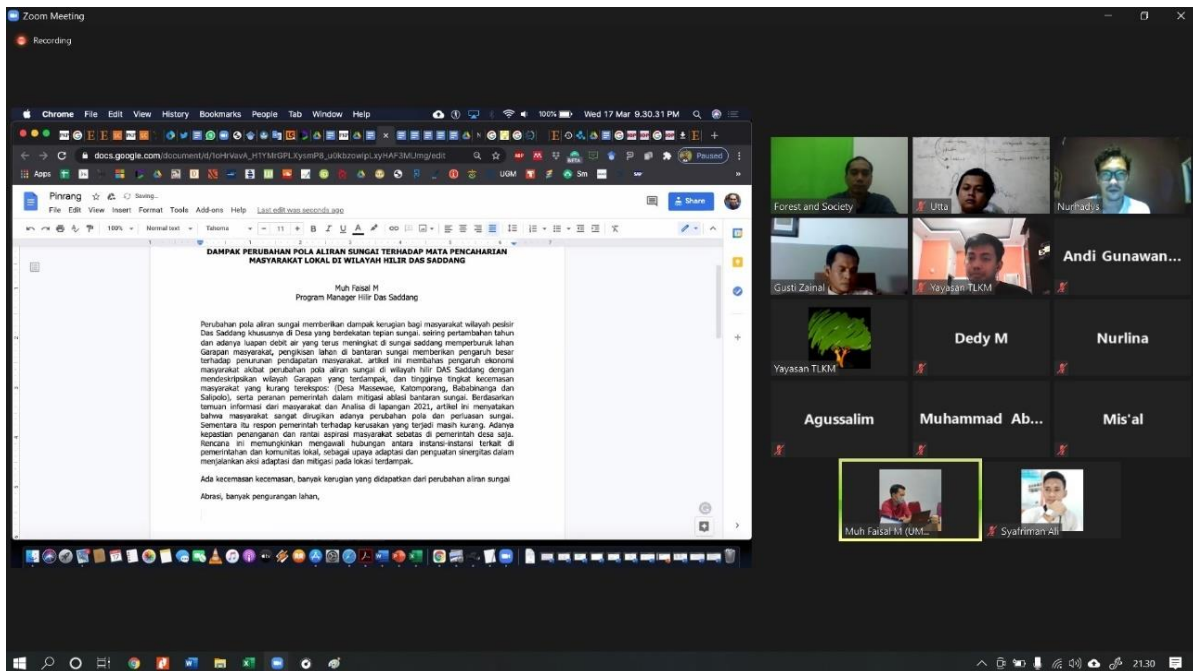 Zoom Meeting
Recording
Chrome File Edit View History Bookmarks People Tab Window Help 100% Wed 17 Mar 9.30.31 PM
Paused
Apps UGM Sm
Pinrang Saving...
File Edit View Insert Format Tools Add-ons Help Last edit was seconds ago
Share
100% Normal text Tahoma 11
DAMPAK PERUBAHAN POLA ALIRAN SUNGAI TERHADAP MATA PENCAHARIAN
MASYARAKAT LOKAL DI WILAYAH HILIR DAS SADDANG
Muh Faisal M
Program Manager Hilir Das Saddang
Perubahan pola aliran sungai memberikan dampak kerugian bagi masyarakat wilayah pesisir
Das Saddang khususnya di Desa yang berdekatan tepian sungai. seiring pertambahan tahun
dan adanya luapan debit air yang terus meningkat di sungai saddang memperburuk lahan
Garapan masyarakat, pengikisan lahan di bantaran sungai memberikan pengaruh besar
terhadap penurunan pendapatan masyarakat. artikel ini membahas pengaruh ekonomi
masyarakat akibat perubahan pola aliran sungai di wilayah hilir DAS Saddang dengan
mendeskripsikan wilayah Garapan yang terdampak, dan tingginya tingkat kecemasan
masyarakat yang kurang terekspos: (Desa Massewae, Katomporang, Bababinanga dan
Salipolo), serta peranan pemerintah dalam mitigasi ablasi bantaran sungai. Berdasarkan
temuan informasi dari masyarakat dan Analisa di lapangan 2021, artikel ini menyatakan
bahwa masyarakat sangat dirugikan adanya perubahan pola dan perluasan sungai.
Sementara itu respon pemerintah terhadap kerusakan yang terjadi masih kurang. Adanya
kepastian penanganan dan rantai aspirasi masyarakat sebatas di pemerintah desa saja.
Rencana ini memungkinkan mengawali hubungan antara instansi-instansi terkait di
pemerintahan dan komunitas lokal, sebagai upaya adaptasi dan penguatan sinergitas dalam
menjalankan aksi adaptasi dan mitigasi pada lokasi terdampak.
Ada kecemasan kecemasan, banyak kerugian yang didapatkan dari perubahan aliran sungai
Abrasi, banyak pengurangan lahan,
Forest and Society
Utta
Nurhady s
Gusti Zainal
Yayasan TLKM
Andi Gunawan...
Yayasan TLKM
Dedy M
Nurlina
Agussalim
Muhammad Ab...
Mis'al
Muh Faisal M (UM...
Syafriman Ali
21.30